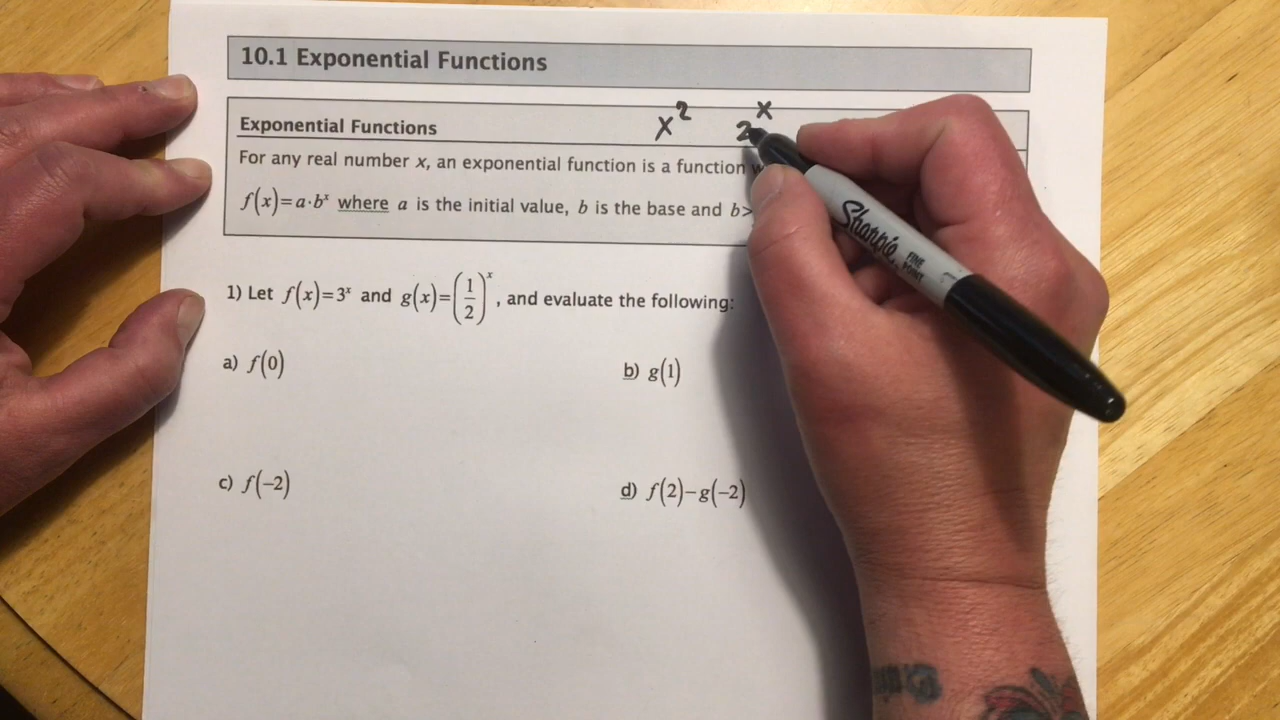 10.1 Exponential Functions
x² 2ˣ
Exponential Functions
For any real number x, an exponential function is a function
f(x)=a·bˣ where a is the initial value, b is the base and b>
1) Let f(x)=3ˣ and g(x)=(1/2)ˣ, and evaluate the following:
a) f(0) b) g(1)
c) f(−2) d) f(2)−g(−2)
Sharpie.
FINE
POINT